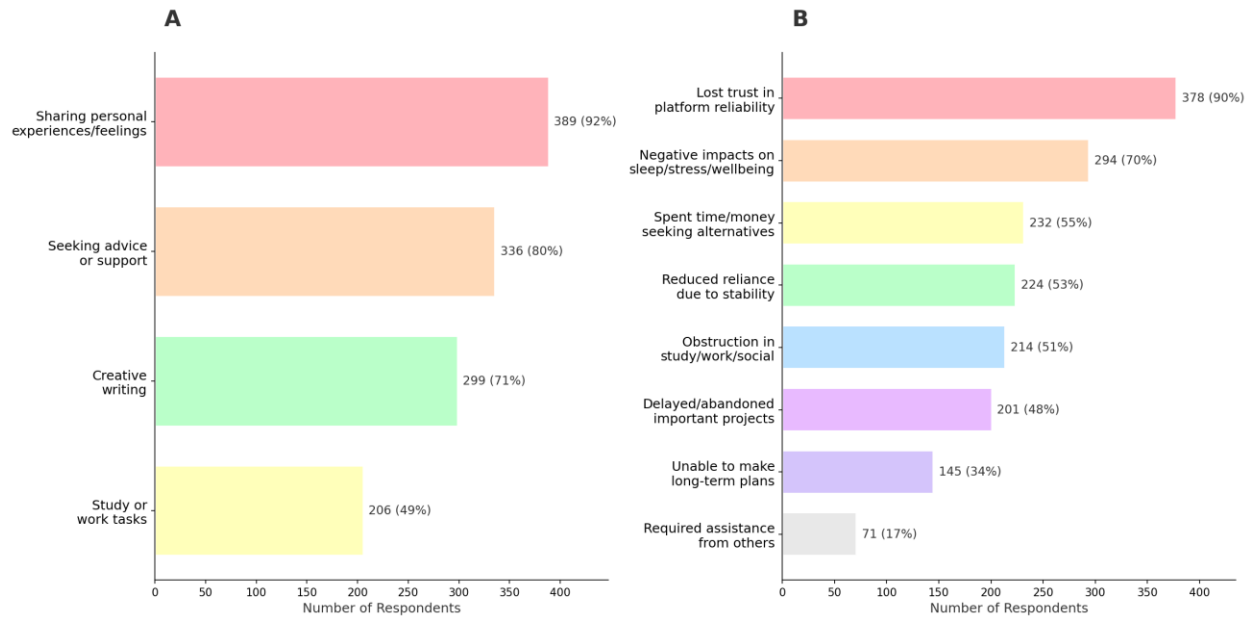 A
Sharing personal
experiences/feelings
389 (92%)
Seeking advice
or support
336 (80%)
Creative
writing
299 (71%)
Study or
work tasks
206 (49%)
0 50 100 150 200 250 300 350 400
Number of Respondents
B
Lost trust in
platform reliability
378 (90%)
Negative impacts on
sleep/stress/wellbeing
294 (70%)
Spent time/money
seeking alternatives
232 (55%)
Reduced reliance
due to stability
224 (53%)
Obstruction in
study/work/social
214 (51%)
Delayed/abandoned
important projects
201 (48%)
Unable to make
long-term plans
145 (34%)
Required assistance
from others
71 (17%)
0 50 100 150 200 250 300 350 400
Number of Respondents